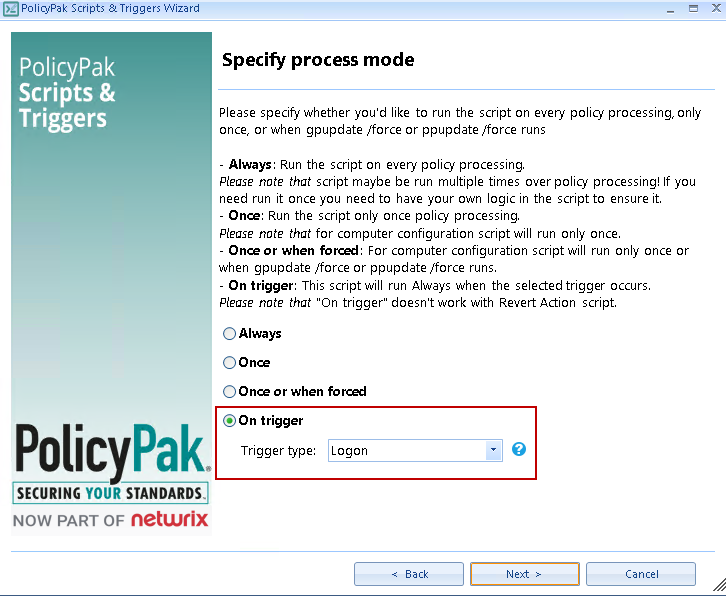 PolicyPak Scripts & Triggers Wizard
PolicyPak
Scripts &
Triggers
Specify process mode
Please specify whether you'd like to run the script on every policy processing, only
once, or when gpupdate /force or ppupdate /force runs
- Always: Run the script on every policy processing.
Please note that script maybe be run multiple times over policy processing! If you
need run it once you need to have your own logic in the script to ensure it.
- Once: Run the script only once policy processing.
Please note that for computer configuration script will run only once.
- Once or when forced: For computer configuration script will run only once or
when gpupdate /force or ppupdate /force runs.
- On trigger: This script will run Always when the selected trigger occurs.
Please note that "On trigger" doesn't work with Revert Action script.
Always
Once
Once or when forced
On trigger
Trigger type: Logon ?
PolicyPak®
SECURING YOUR STANDARDS.
NOW PART OF netwrix
< Back Next > Cancel